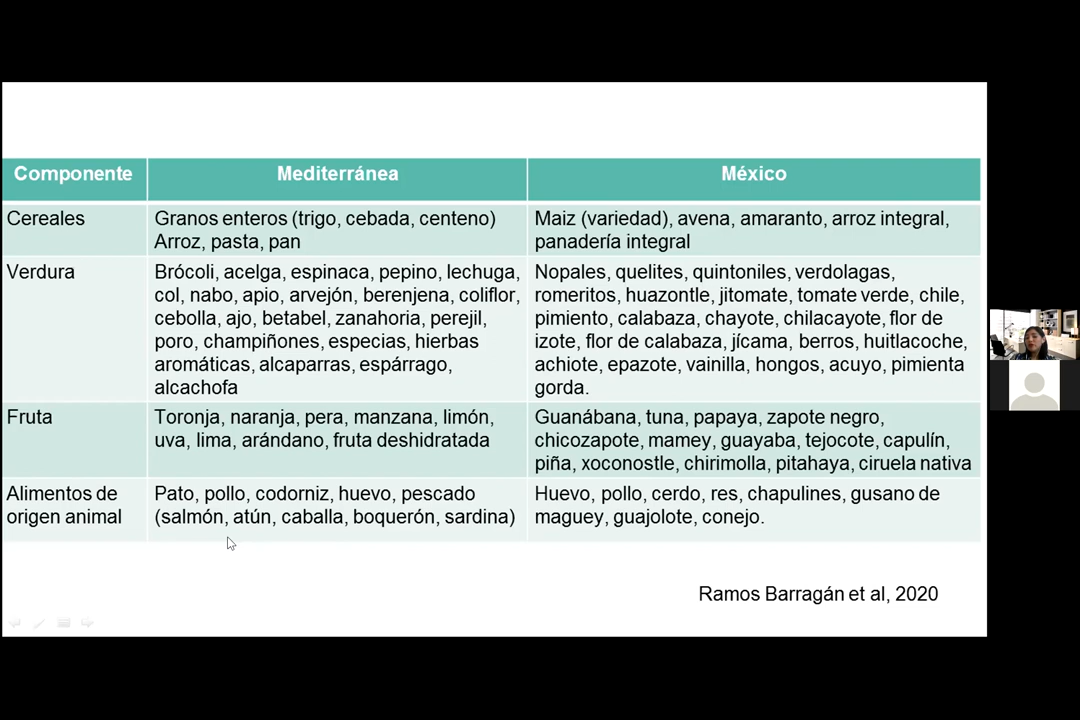 Componente
Mediterránea
México
Cereales
Granos enteros (trigo, cebada, centeno)
Arroz, pasta, pan
Maiz (variedad), avena, amaranto, arroz integral,
panadería integral
Verdura
Brócoli, acelga, espinaca, pepino, lechuga,
col, nabo, apio, arvejón, berenjena, coliflor,
cebolla, ajo, betabel, zanahoria, perejil,
poro, champiñones, especias, hierbas
aromáticas, alcaparras, espárrago,
alcachofa
Nopales, quelites, quintoniles, verdolagas,
romeritos, huazontle, jitomate, tomate verde, chile,
pimiento, calabaza, chayote, chilacayote, flor de
izote, flor de calabaza, jícama, berros, huitlacoche,
achiote, epazote, vainilla, hongos, acuyo, pimienta
gorda.
Fruta
Toronja, naranja, pera, manzana, limón,
uva, lima, arándano, fruta deshidratada
Guanábana, tuna, papaya, zapote negro,
chicozapote, mamey, guayaba, tejocote, capulín,
piña, xoconostle, chirimolla, pitahaya, ciruela nativa
Alimentos de
origen animal
Pato, pollo, codorniz, huevo, pescado
(salmón, atún, caballa, boquerón, sardina)
Huevo, pollo, cerdo, res, chapulines, gusano de
maguey, guajolote, conejo.
Ramos Barragán et al, 2020